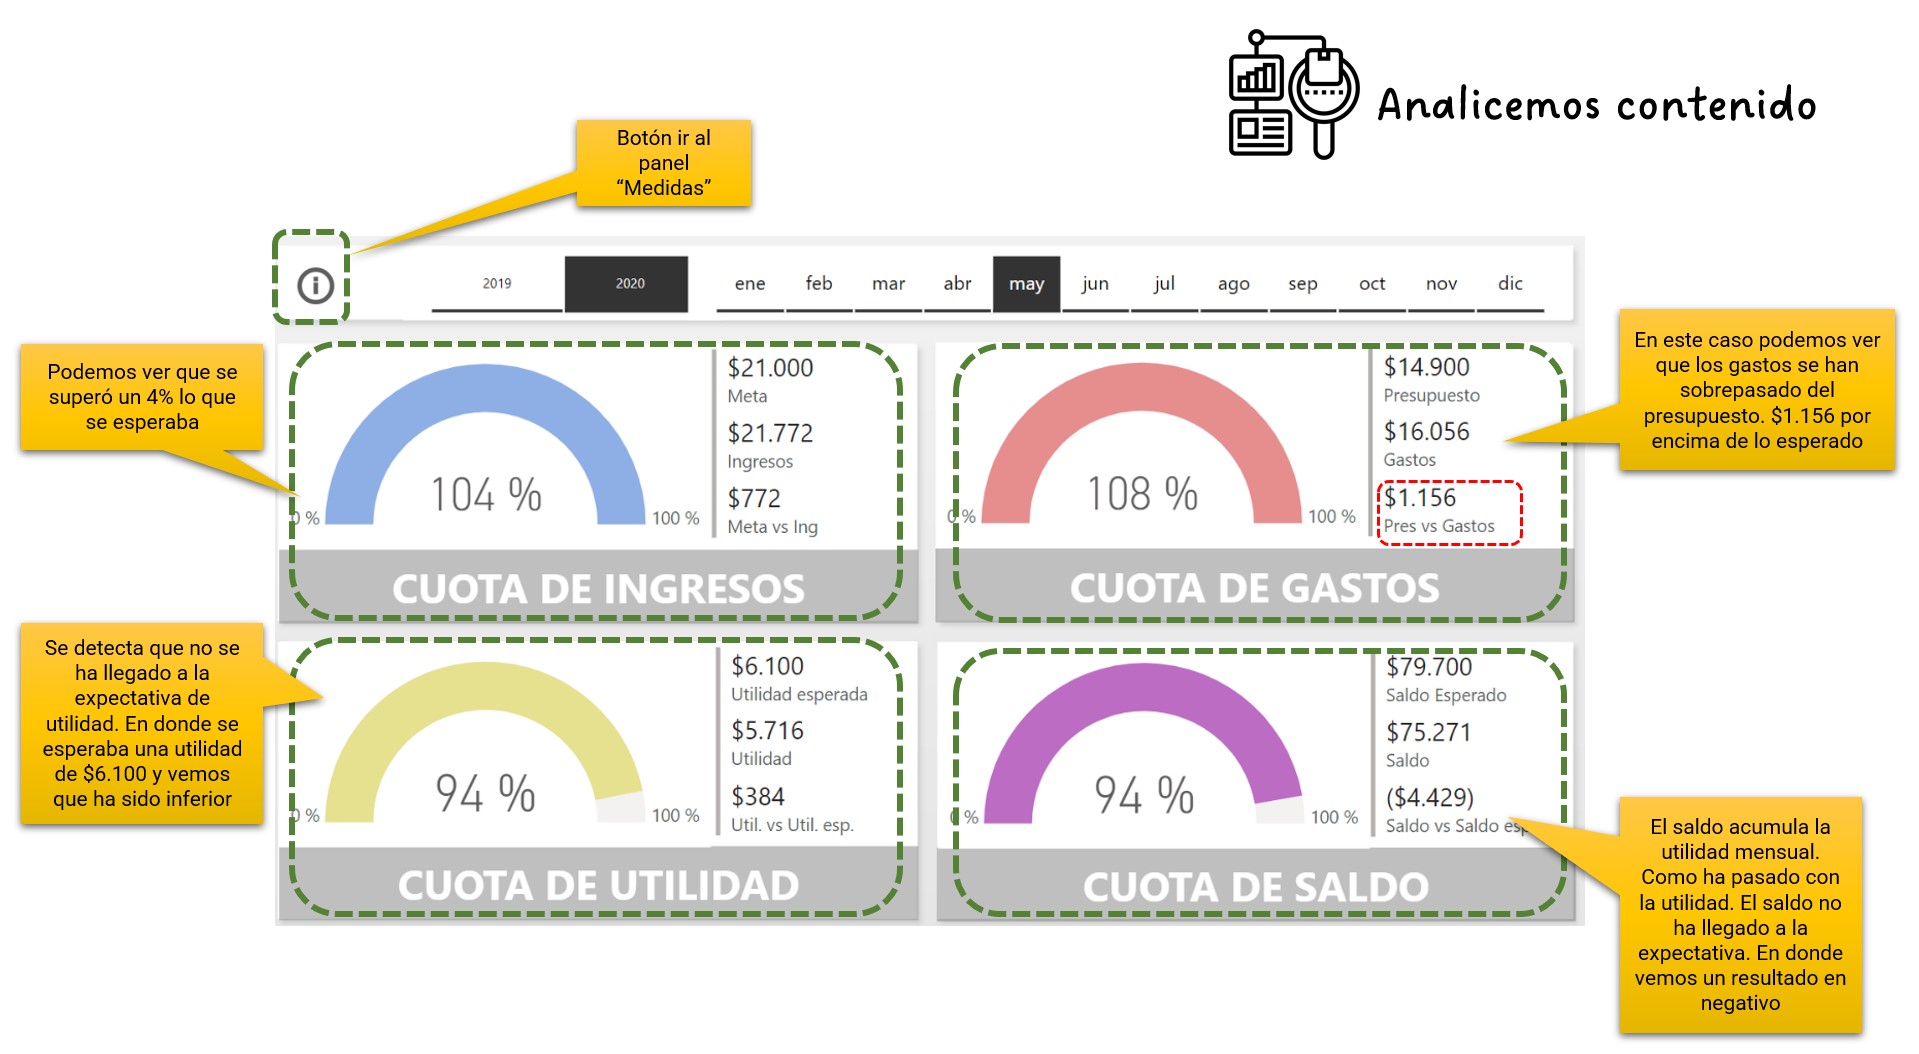 Analicemos contenido
Botón ir al
panel
“Medidas”
2019
2020
ene
feb
mar
abr
may
jun
jul
ago
sep
oct
nov
dic
Podemos ver que se
superó un 4% lo que
se esperaba
104 %
0 %
100 %
$21.000
Meta
$21.772
Ingresos
$772
Meta vs Ing
CUOTA DE INGRESOS
108 %
0 %
100 %
$14.900
Presupuesto
$16.056
Gastos
$1.156
Pres vs Gastos
CUOTA DE GASTOS
En este caso podemos ver
que los gastos se han
sobrepasado del
presupuesto. $1.156 por
encima de lo esperado
Se detecta que no se
ha llegado a la
expectativa de
utilidad. En donde se
esperaba una utilidad
de $6.100 y vemos
que ha sido inferior
94 %
0 %
100 %
$6.100
Utilidad esperada
$5.716
Utilidad
$384
Util. vs Util. esp.
CUOTA DE UTILIDAD
94 %
0 %
100 %
$79.700
Saldo Esperado
$75.271
Saldo
($4.429)
Saldo vs Saldo esp
CUOTA DE SALDO
El saldo acumula la
utilidad mensual.
Como ha pasado con
la utilidad. El saldo no
ha llegado a la
expectativa. En donde
vemos un resultado en
negativo